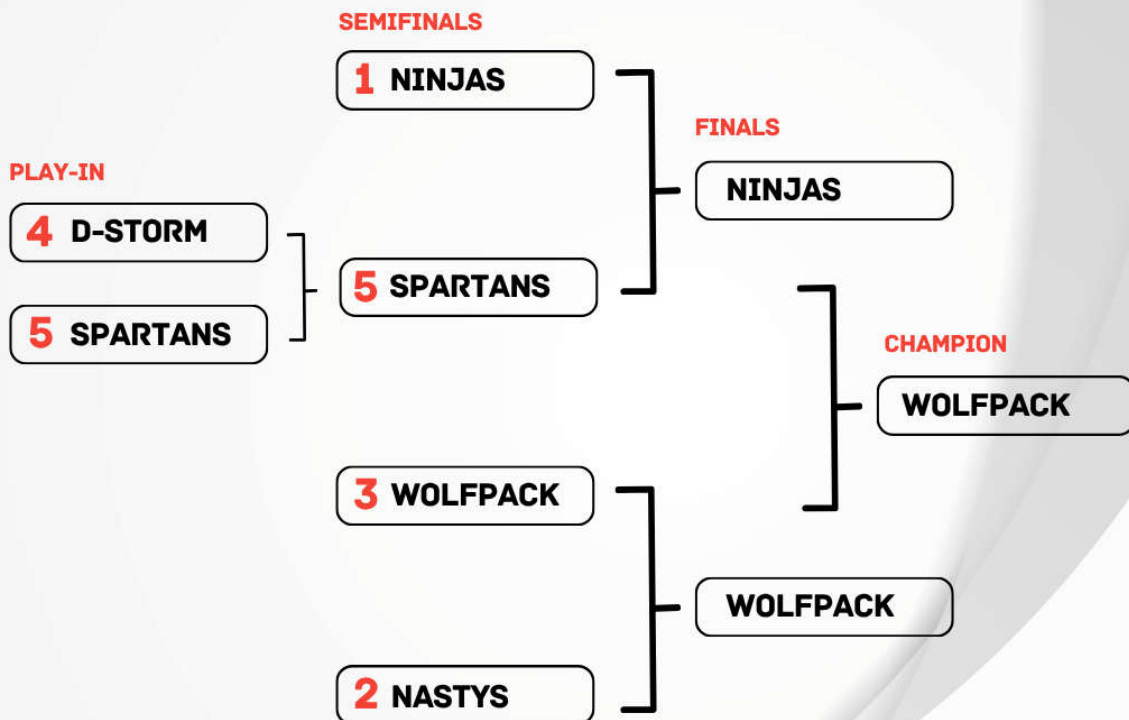 SEMIFINALS
1 NINJAS
FINALS
NINJAS
PLAY-IN
4 D-STORM
5 SPARTANS
5 SPARTANS
CHAMPION
WOLFPACK
3 WOLFPACK
WOLFPACK
2 NASTYS